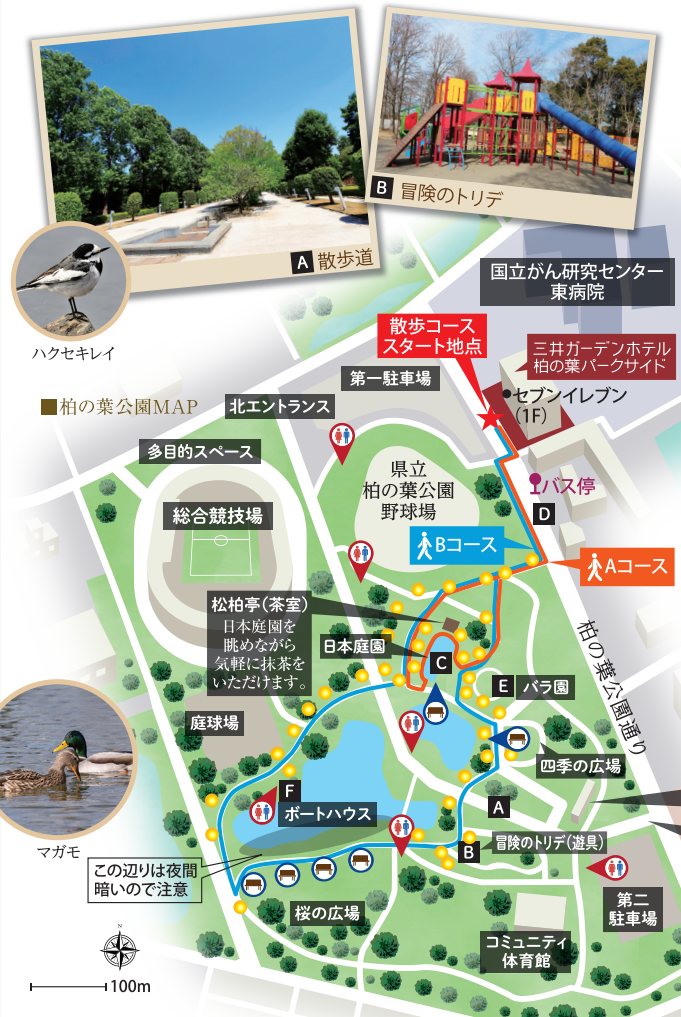 A 散歩道
B 冒険のトリデ
ハクセキレイ
■柏の葉公園MAP
国立がん研究センター
東病院
散歩コース
スタート地点
三井ガーデンホテル
柏の葉パークサイド
セブンイレブン
(1F)
第一駐車場
北エントランス
多目的スペース
総合競技場
県立
柏の葉公園
野球場
バス停
D
Bコース
Aコース
松柏亭(茶室)
日本庭園を
眺めながら
気軽に抹茶を
いただけます。
日本庭園
C
柏の葉公園通り
E バラ園
庭球場
四季の広場
F
ボートハウス
A
B
冒険のトリデ(遊具)
マガモ
この辺りは夜間
暗いので注意
桜の広場
コミュニティ
体育館
第二
駐車場
N
100m